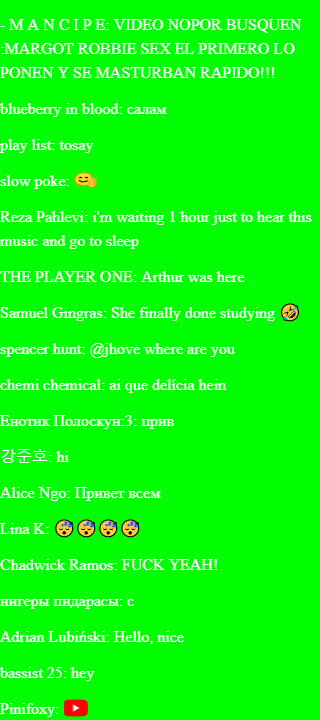 - M A N C I P E: VIDEO NOPOR BUSQUEN
:MARGOT ROBBIE SEX EL PRIMERO LO
PONEN Y SE MASTURBAN RAPIDO!!!
blueberry in blood: салам
play list: tosay
slow poke: 🤗
Reza Pahlevi: i'm waiting 1 hour just to hear this
music and go to sleep
THE PLAYER ONE: Arthur was here
Samuel Gingras: She finally done studying 🤣
spencer hunt: @jhove where are you
chemi chemical: ai que delícia hein
Енотик Полоскун:3: прив
강준호: hi
Alice Ngo: Привет всем
Lina K: 😴😴😴😴
Chadwick Ramos: FUCK YEAH!
нигеры пидарасы: с
Adrian Lubiński: Hello, nice
bassist 25: hey
Pinifoxy: